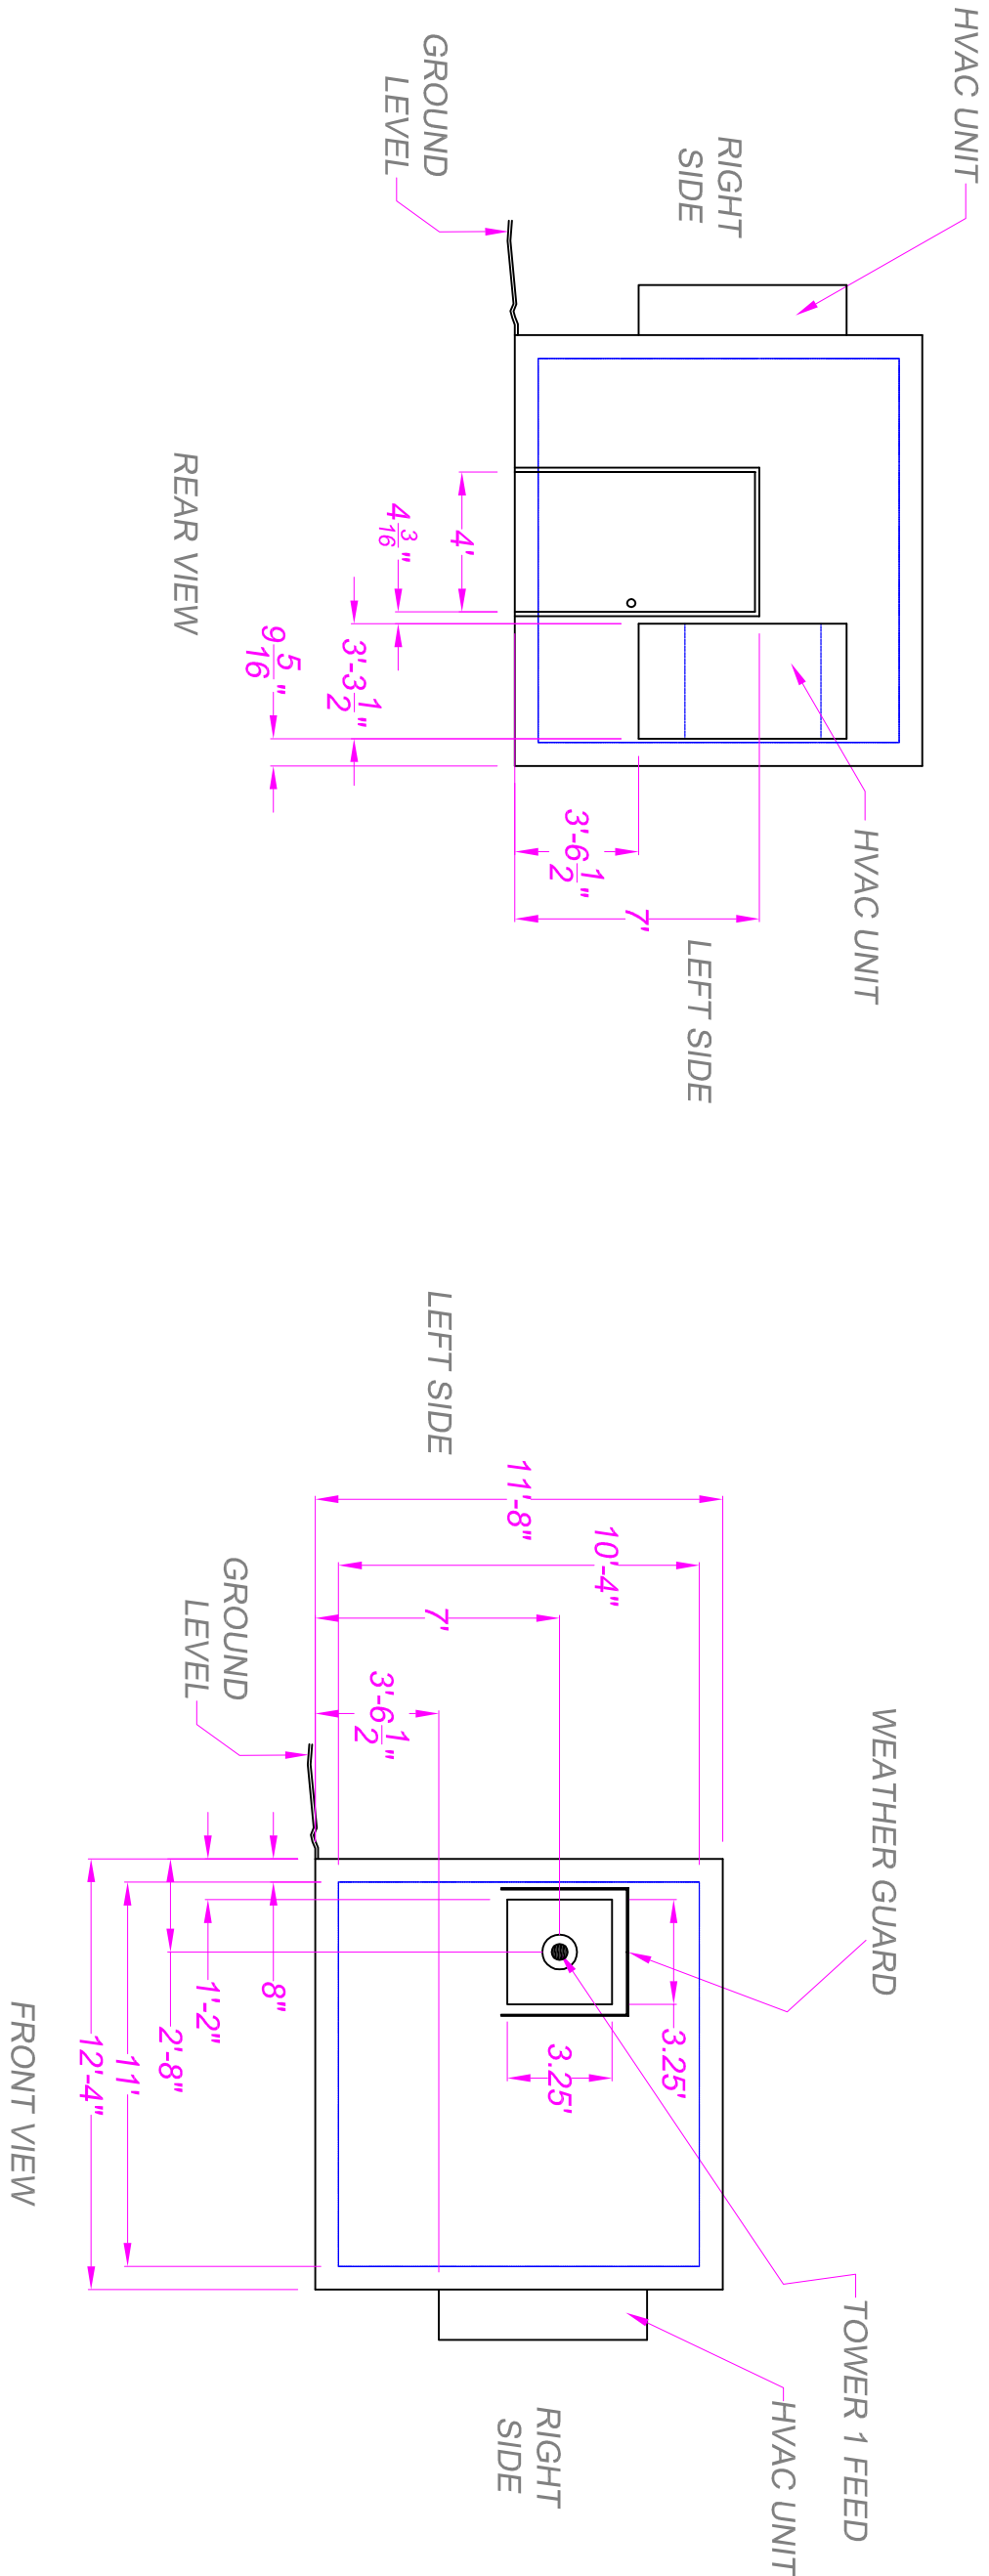 HVAC UNIT
RIGHT
SIDE
GROUND
LEVEL
HVAC UNIT
LEFT SIDE
7'
3'-6 1/2"
4'
4 3/16"
3'-3 1/2"
9 5/16"
REAR VIEW
WEATHER GUARD
TOWER 1 FEED
HVAC UNIT
LEFT SIDE
RIGHT
SIDE
11'-8"
10'-4"
7'
3'-6 1/2"
3.25'
3.25'
GROUND
LEVEL
8"
1'-2"
2'-8"
11'
12'-4"
FRONT VIEW